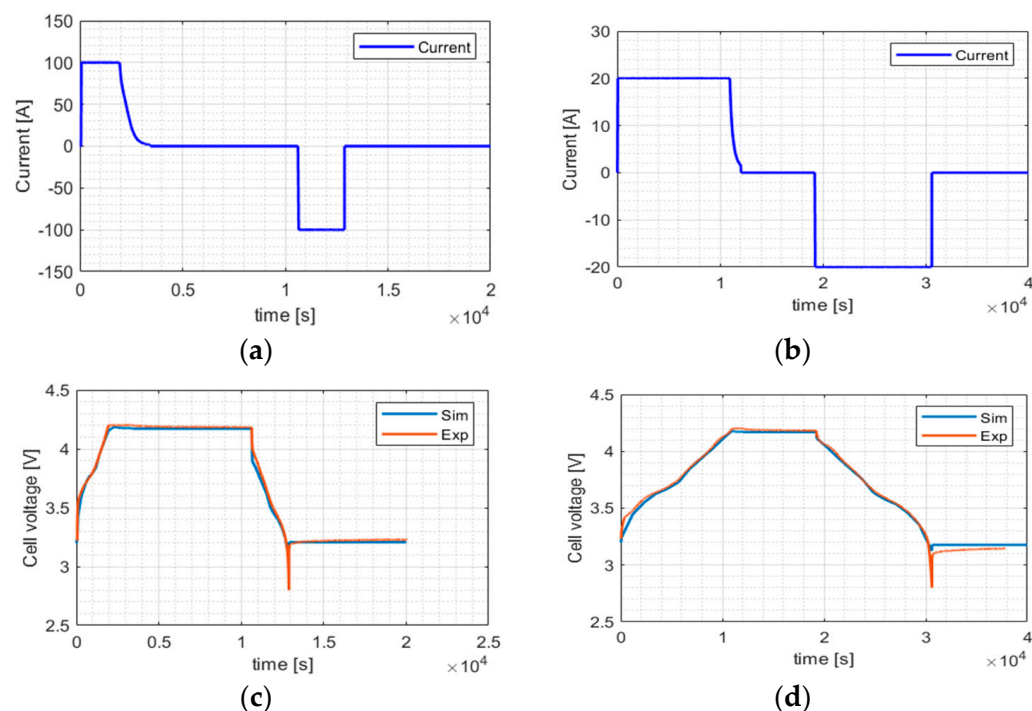 150
100
50
0
-50
-100
-150
Current [A]
Current
0
0.5
1
1.5
2
time [s]
×10⁴
(a)
30
20
10
0
-10
-20
Current [A]
Current
0
1
2
3
4
time [s]
×10⁴
(b)
4.5
4
3.5
3
2.5
Cell voltage [V]
Sim
Exp
0
0.5
1
1.5
2
2.5
time [s]
×10⁴
(c)
4.5
4
3.5
3
2.5
Cell voltage [V]
Sim
Exp
0
1
2
3
4
time [s]
×10⁴
(d)